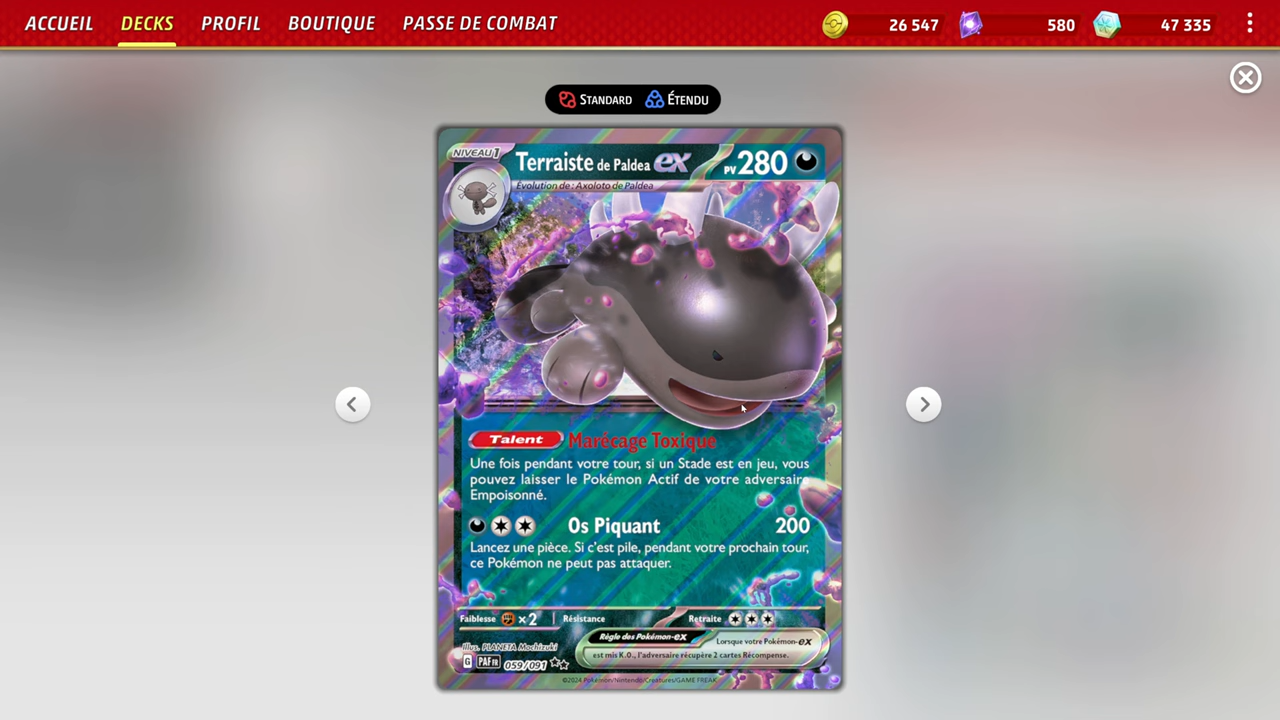 ACCUEIL DECKS PROFIL BOUTIQUE PASSE DE COMBAT 26 547 580 47 335
STANDARD ÉTENDU
NIVEAU 1 Terraiste de Paldea ex PV 280
Évolution de : Axoloto de Paldea
Talent Marécage Toxique
Une fois pendant votre tour, si un Stade est en jeu, vous
pouvez laisser le Pokémon Actif de votre adversaire
Empoisonné.
Os Piquant 200
Lancez une pièce. Si c'est pile, pendant votre prochain tour,
ce Pokémon ne peut pas attaquer.
Faiblesse ×2 Résistance Retraite
Règle des Pokémon-ex Lorsque votre Pokémon-ex
est mis K.O., l'adversaire récupère 2 cartes Récompense.
Illus. PLANETA Mochizuki
G PAF FR 059/091
©2024 Pokémon/Nintendo/Creatures/GAME FREAK